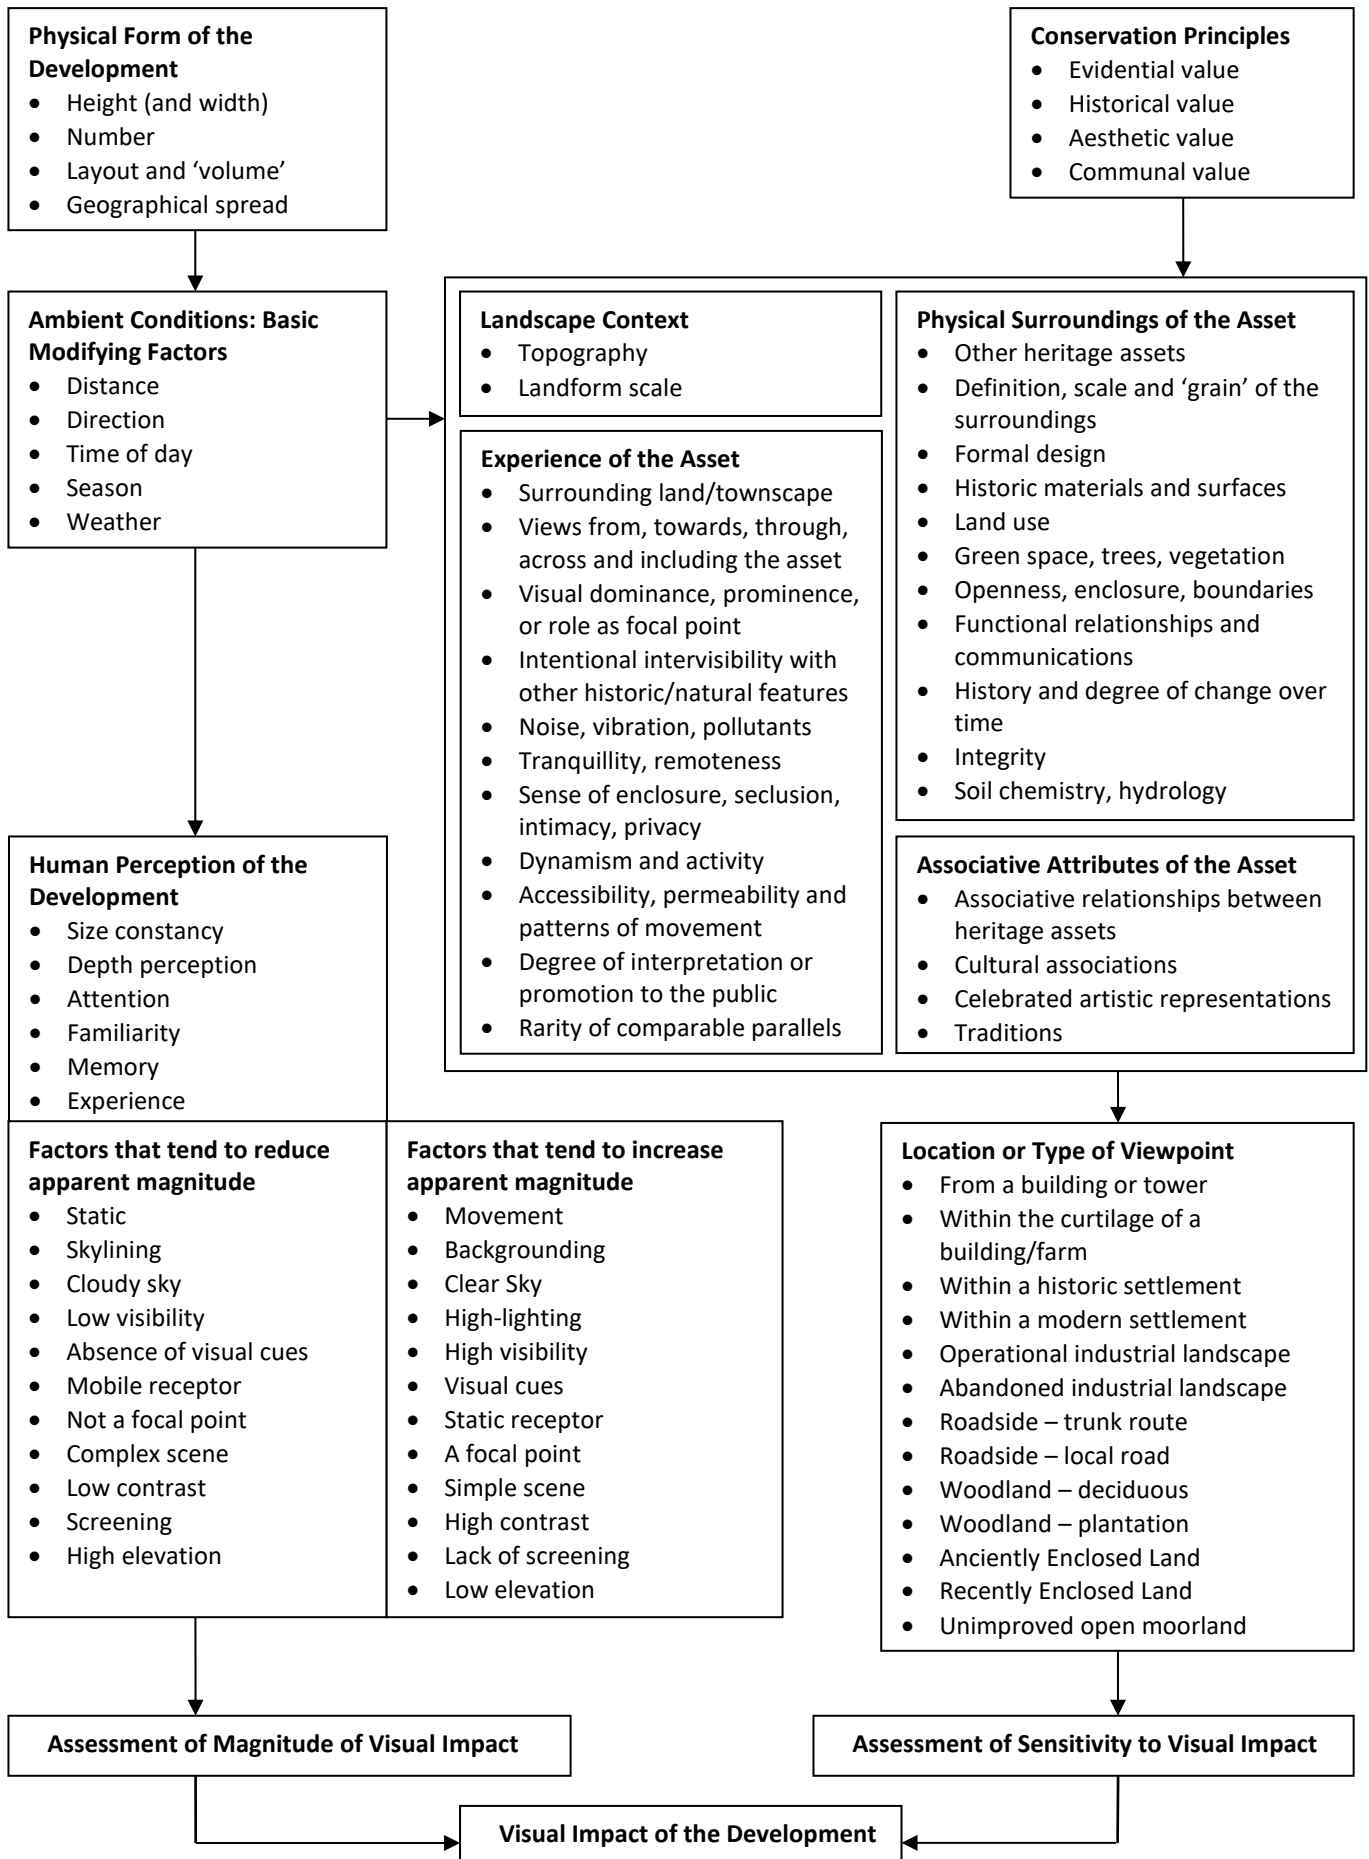 Physical Form of the
Development
• Height (and width)
• Number
• Layout and ‘volume’
• Geographical spread
Conservation Principles
• Evidential value
• Historical value
• Aesthetic value
• Communal value
Ambient Conditions: Basic
Modifying Factors
• Distance
• Direction
• Time of day
• Season
• Weather
Landscape Context
• Topography
• Landform scale
Experience of the Asset
• Surrounding land/townscape
• Views from, towards, through,
across and including the asset
• Visual dominance, prominence,
or role as focal point
• Intentional intervisibility with
other historic/natural features
• Noise, vibration, pollutants
• Tranquillity, remoteness
• Sense of enclosure, seclusion,
intimacy, privacy
• Dynamism and activity
• Accessibility, permeability and
patterns of movement
• Degree of interpretation or
promotion to the public
• Rarity of comparable parallels
Physical Surroundings of the Asset
• Other heritage assets
• Definition, scale and ‘grain’ of the
surroundings
• Formal design
• Historic materials and surfaces
• Land use
• Green space, trees, vegetation
• Openness, enclosure, boundaries
• Functional relationships and
communications
• History and degree of change over
time
• Integrity
• Soil chemistry, hydrology
Associative Attributes of the Asset
• Associative relationships between
heritage assets
• Cultural associations
• Celebrated artistic representations
• Traditions
Human Perception of the
Development
• Size constancy
• Depth perception
• Attention
• Familiarity
• Memory
• Experience
Factors that tend to reduce
apparent magnitude
• Static
• Skylining
• Cloudy sky
• Low visibility
• Absence of visual cues
• Mobile receptor
• Not a focal point
• Complex scene
• Low contrast
• Screening
• High elevation
Factors that tend to increase
apparent magnitude
• Movement
• Backgrounding
• Clear Sky
• High-lighting
• High visibility
• Visual cues
• Static receptor
• A focal point
• Simple scene
• High contrast
• Lack of screening
• Low elevation
Location or Type of Viewpoint
• From a building or tower
• Within the curtilage of a
building/farm
• Within a historic settlement
• Within a modern settlement
• Operational industrial landscape
• Abandoned industrial landscape
• Roadside – trunk route
• Roadside – local road
• Woodland – deciduous
• Woodland – plantation
• Anciently Enclosed Land
• Recently Enclosed Land
• Unimproved open moorland
Assessment of Magnitude of Visual Impact
Assessment of Sensitivity to Visual Impact
Visual Impact of the Development